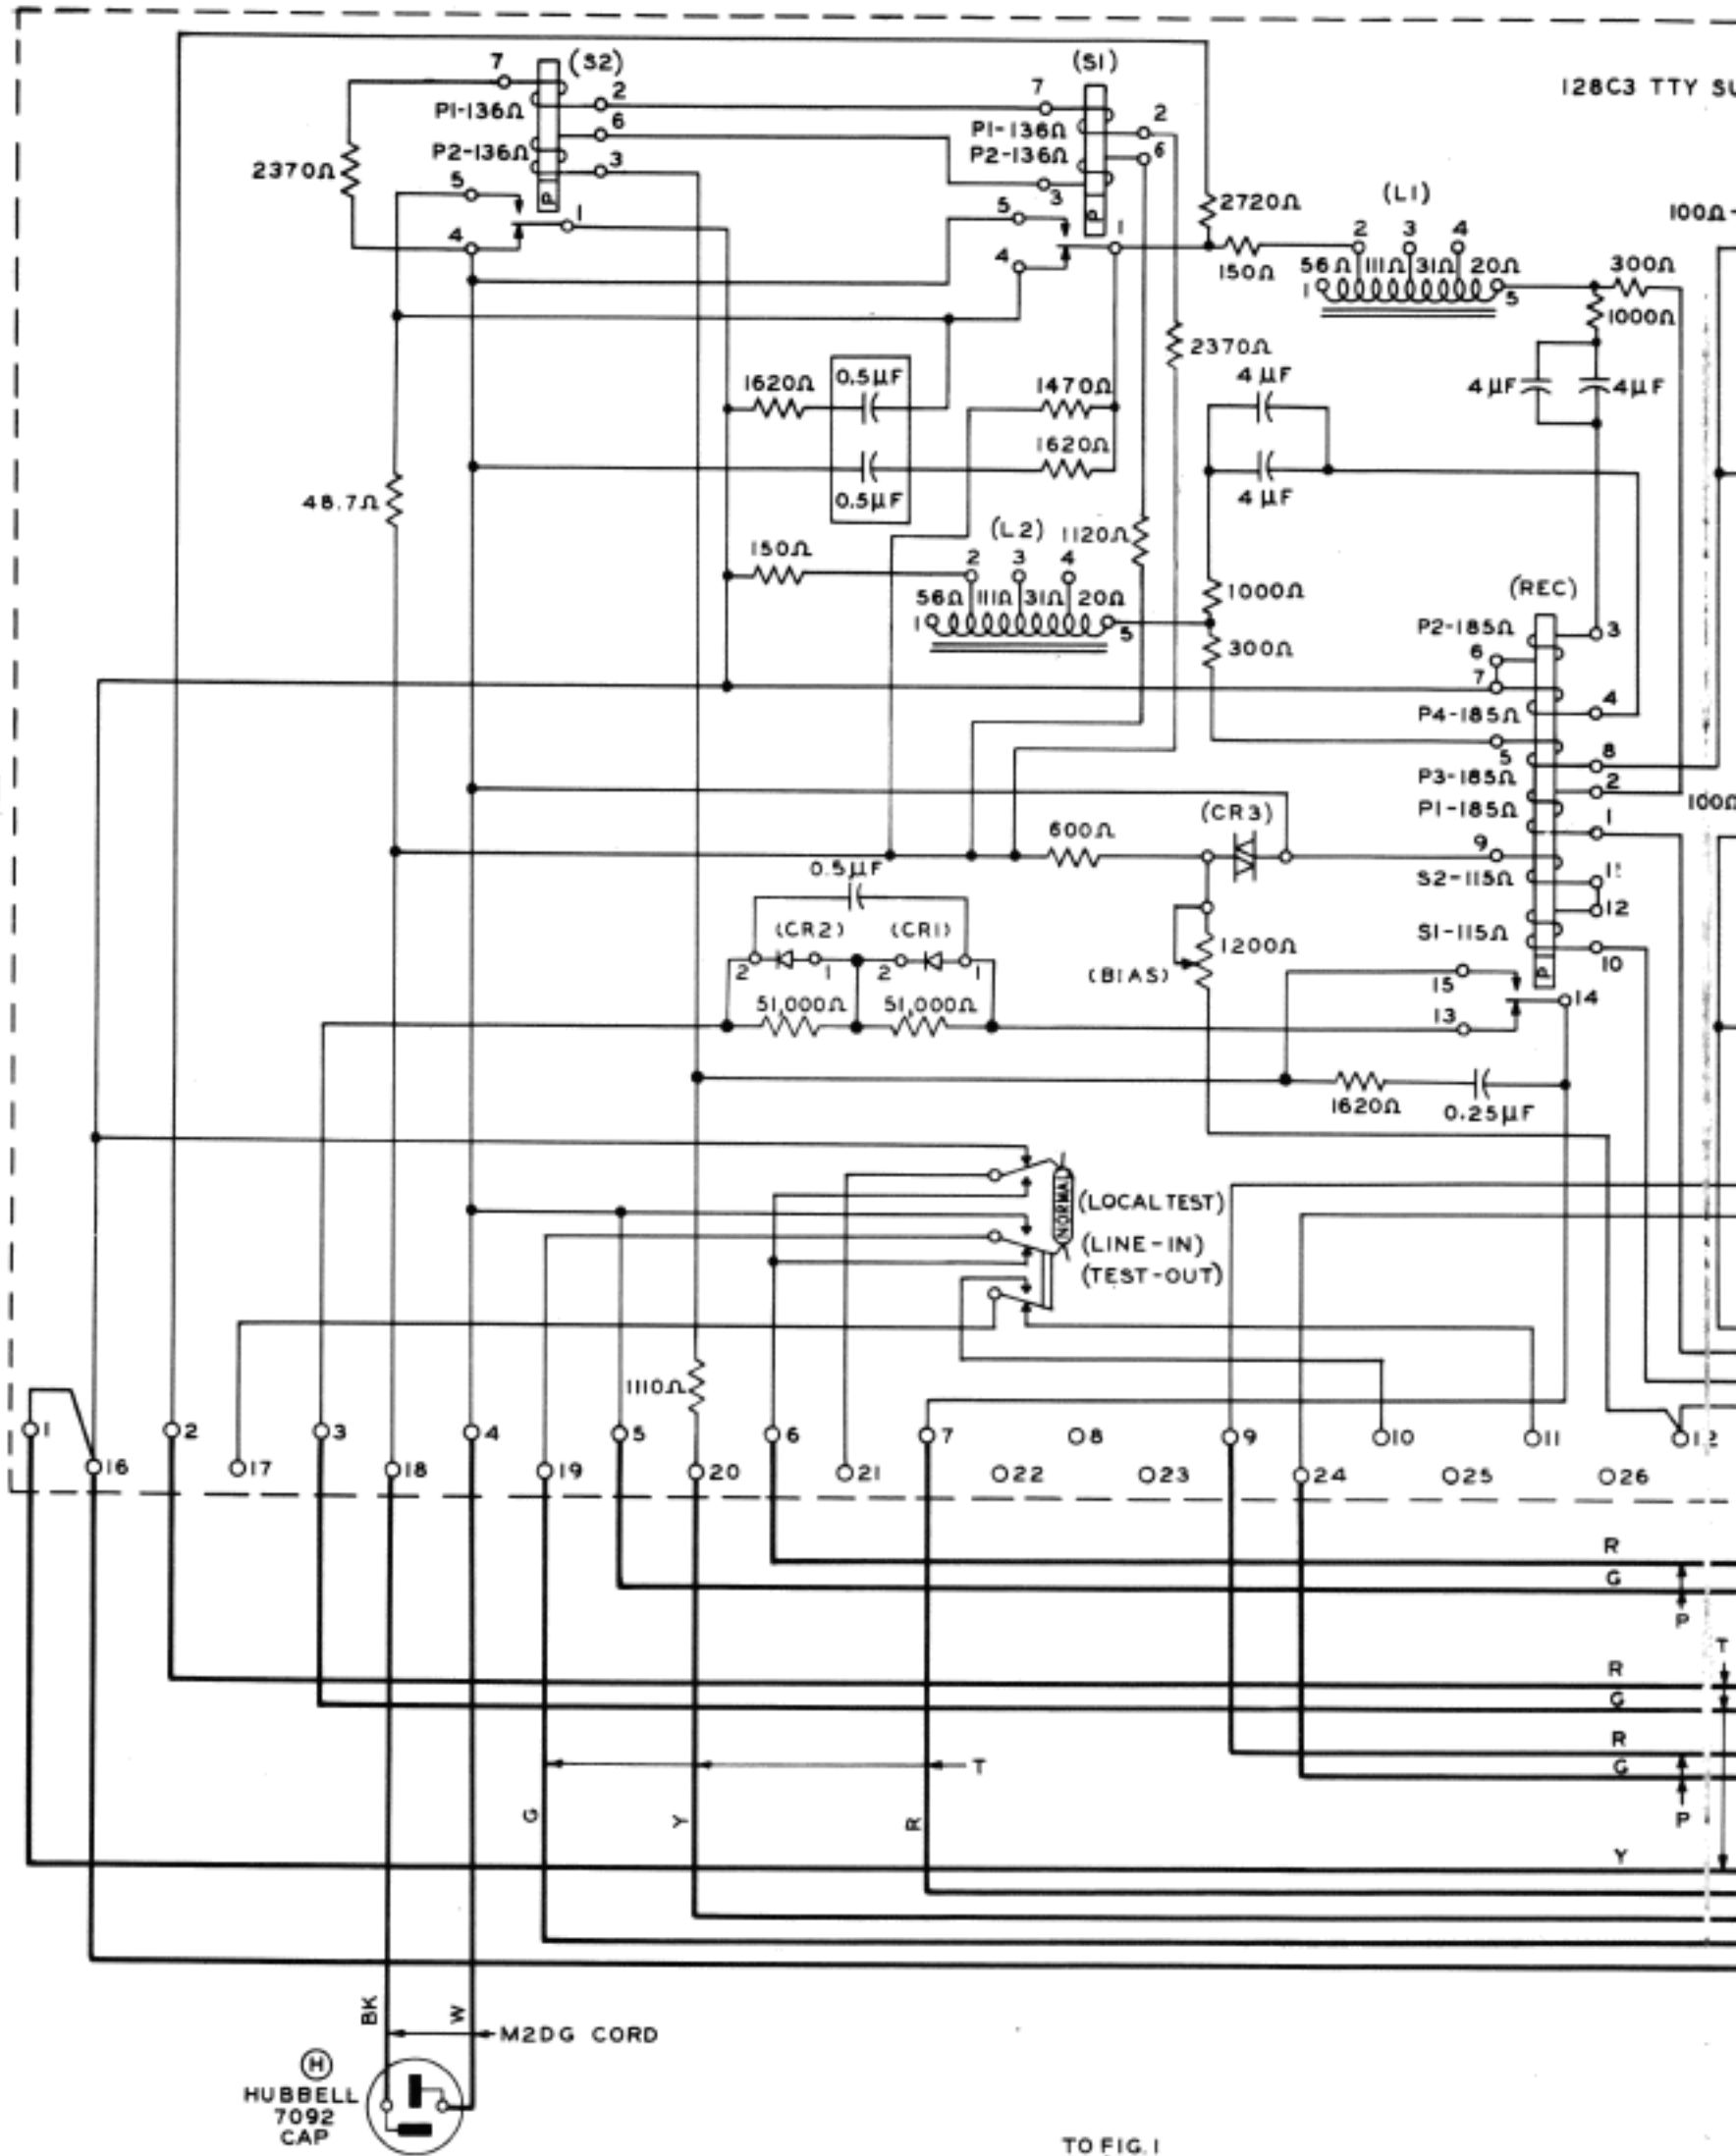 128C3 TTY SU
7
(S2)
2
P1-136Ω
6
P2-136Ω
3
2370Ω
5
P
1
4
(S1)
7
2
P1-136Ω
P2-136Ω
6
3
5
P
1
4
2720Ω
150Ω
(L1)
2 3 4
56Ω 111Ω 31Ω 20Ω
1
5
100Ω
300Ω
1000Ω
4µF
4µF
2370Ω
4µF
4µF
1620Ω
0.5µF
1470Ω
1620Ω
0.5µF
48.7Ω
150Ω
(L2)
1120Ω
2 3 4
56Ω 111Ω 31Ω 20Ω
1
5
1000Ω
300Ω
(REC)
P2-185Ω
3
6
7
4
P4-185Ω
5
8
P3-185Ω
2
P1-185Ω
1
100Ω
9
S2-115Ω
11
12
S1-115Ω
10
P
15
14
13
600Ω
(CR3)
0.5µF
(CR2)
(CR1)
2
1
2
1
51,000Ω
51,000Ω
1200Ω
(BIAS)
1620Ω
0.25µF
NORMAL
(LOCAL TEST)
(LINE-IN)
(TEST-OUT)
1110Ω
1
2
3
4
5
6
7
8
9
10
11
12
16
17
18
19
20
21
22
23
24
25
26
R
G
P
T
R
G
R
G
P
T
G
Y
R
Y
BK
W
M2DG CORD
H
HUBBELL
7092
CAP
TO FIG. 1